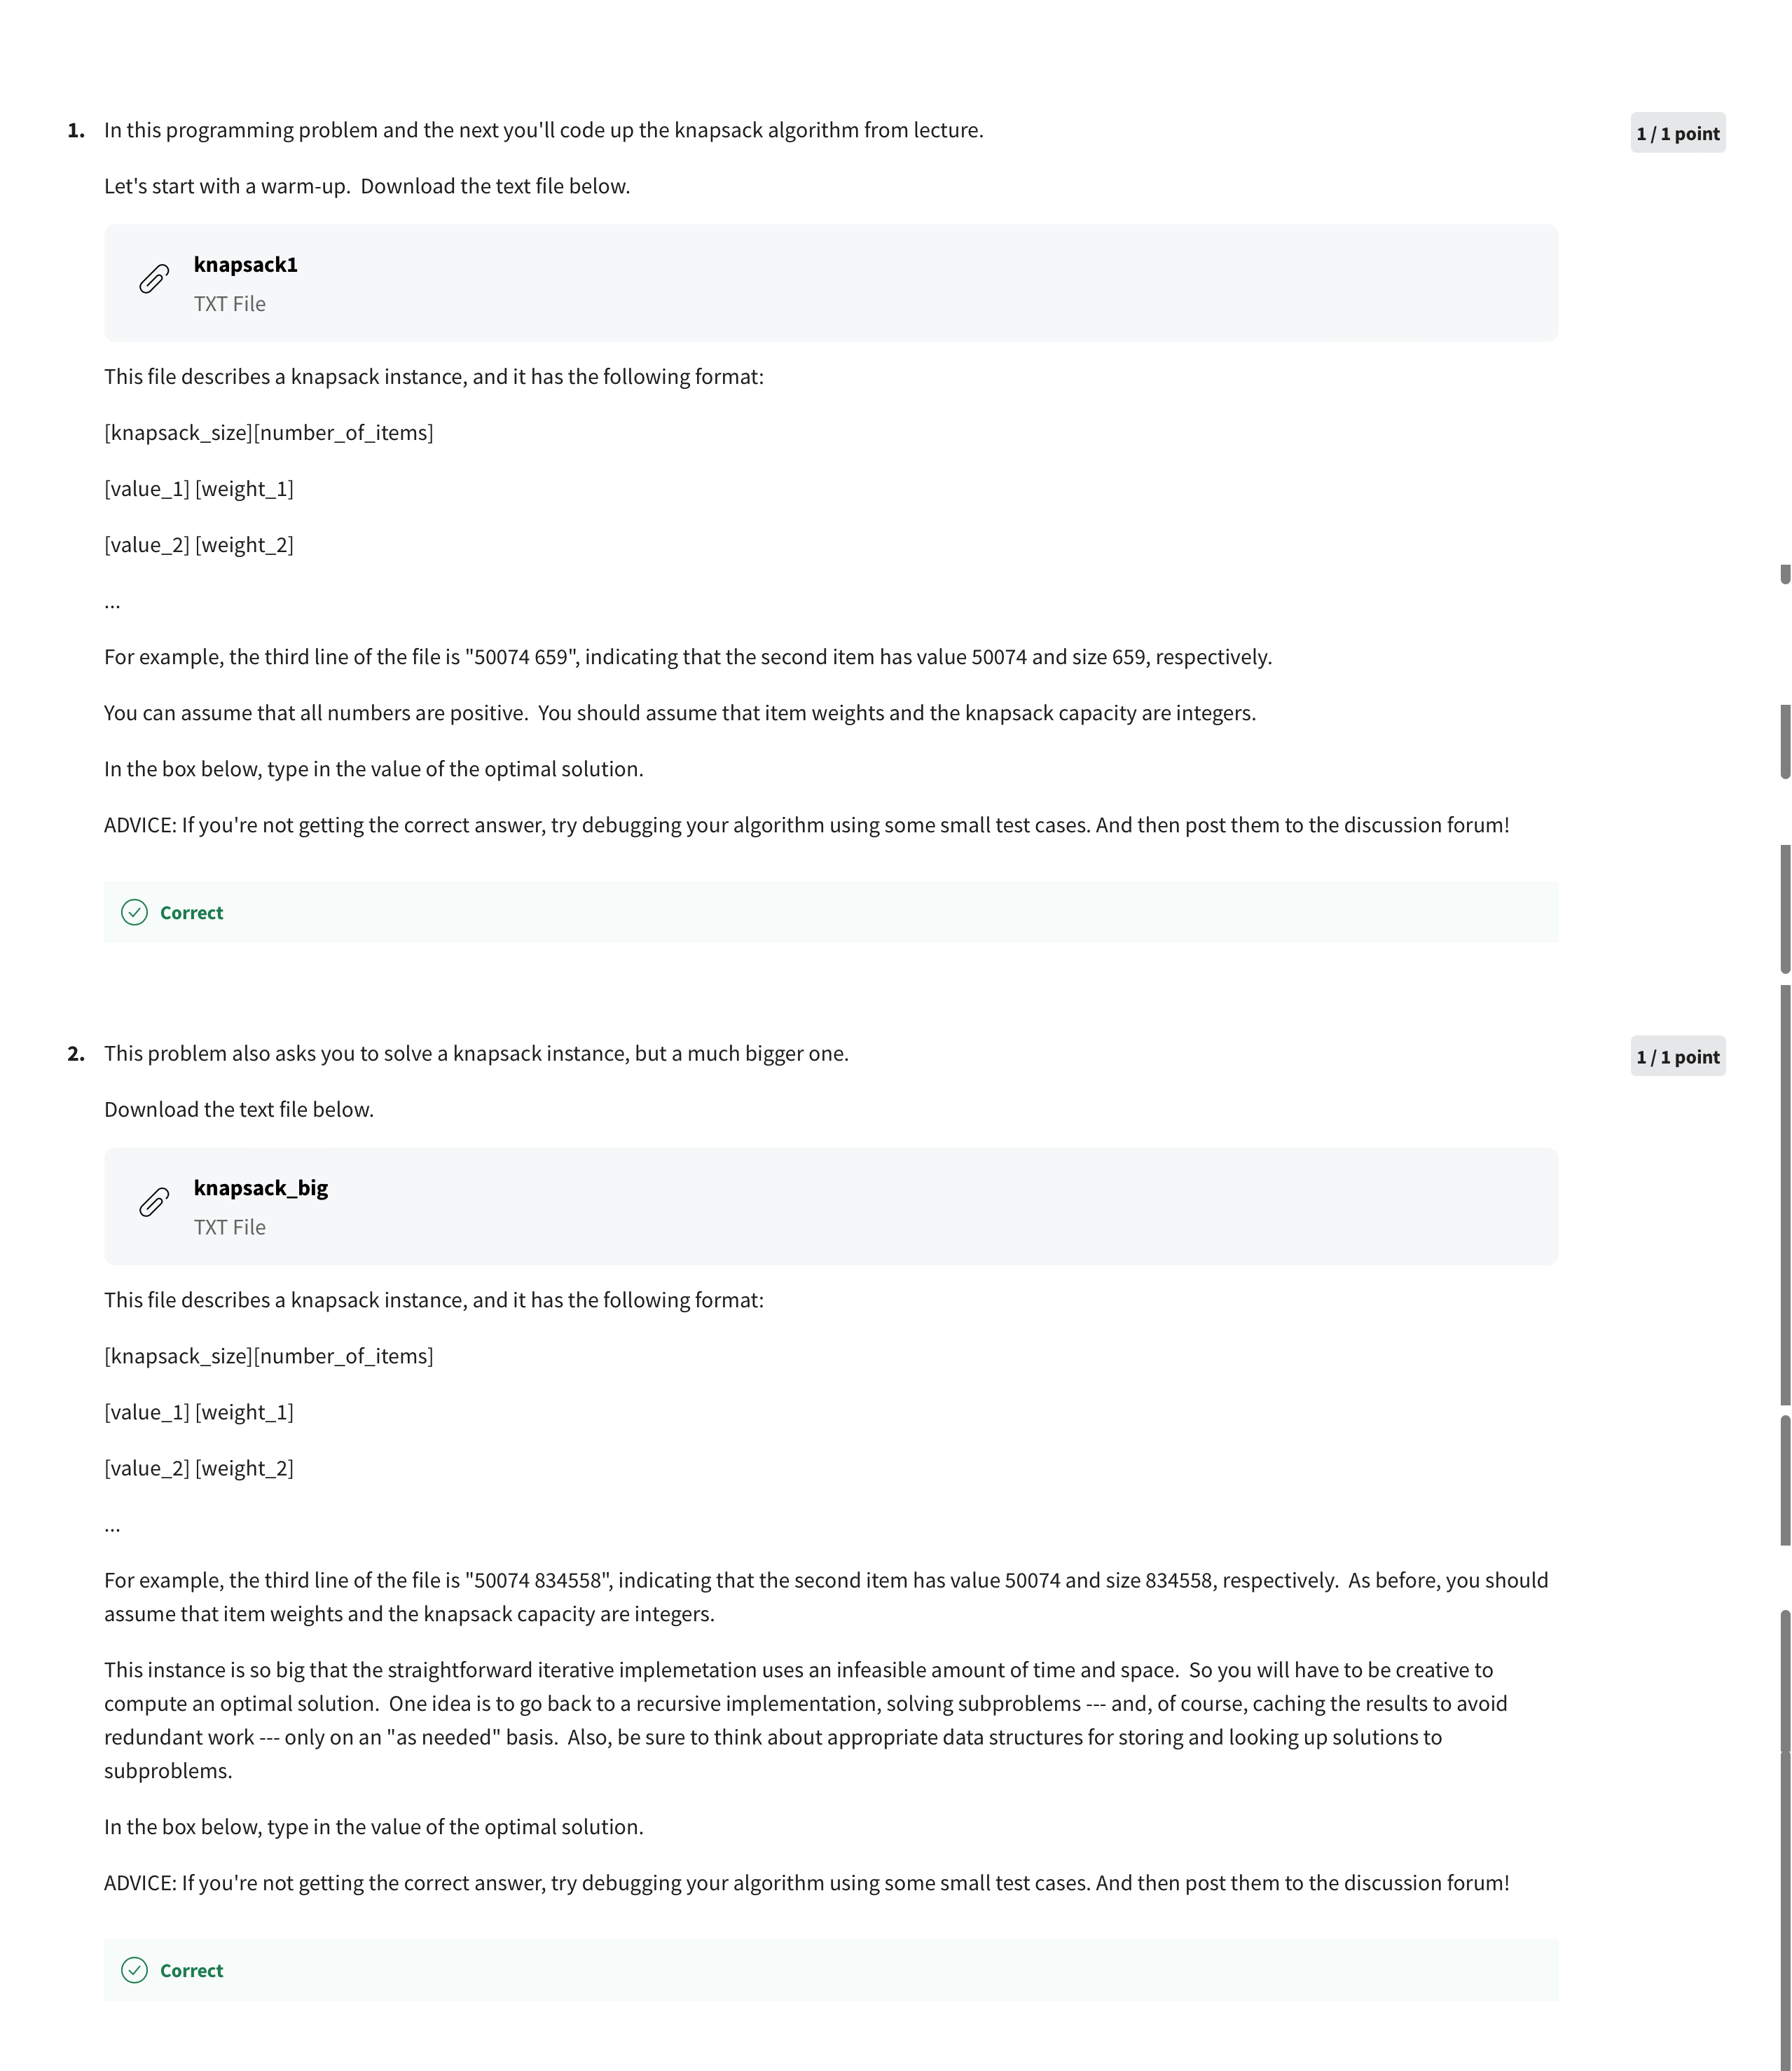 1. In this programming problem and the next you'll code up the knapsack algorithm from lecture.
1 / 1 point
Let's start with a warm-up.  Download the text file below.
knapsack1
TXT File
This file describes a knapsack instance, and it has the following format:
[knapsack_size][number_of_items]
[value_1] [weight_1]
[value_2] [weight_2]
...
For example, the third line of the file is "50074 659", indicating that the second item has value 50074 and size 659, respectively.
You can assume that all numbers are positive.  You should assume that item weights and the knapsack capacity are integers.
In the box below, type in the value of the optimal solution.
ADVICE: If you're not getting the correct answer, try debugging your algorithm using some small test cases. And then post them to the discussion forum!
Correct
2. This problem also asks you to solve a knapsack instance, but a much bigger one.
1 / 1 point
Download the text file below.
knapsack_big
TXT File
This file describes a knapsack instance, and it has the following format:
[knapsack_size][number_of_items]
[value_1] [weight_1]
[value_2] [weight_2]
...
For example, the third line of the file is "50074 834558", indicating that the second item has value 50074 and size 834558, respectively.  As before, you should
assume that item weights and the knapsack capacity are integers.
This instance is so big that the straightforward iterative implemetation uses an infeasible amount of time and space.  So you will have to be creative to
compute an optimal solution.  One idea is to go back to a recursive implementation, solving subproblems --- and, of course, caching the results to avoid
redundant work --- only on an "as needed" basis.  Also, be sure to think about appropriate data structures for storing and looking up solutions to
subproblems.
In the box below, type in the value of the optimal solution.
ADVICE: If you're not getting the correct answer, try debugging your algorithm using some small test cases. And then post them to the discussion forum!
Correct